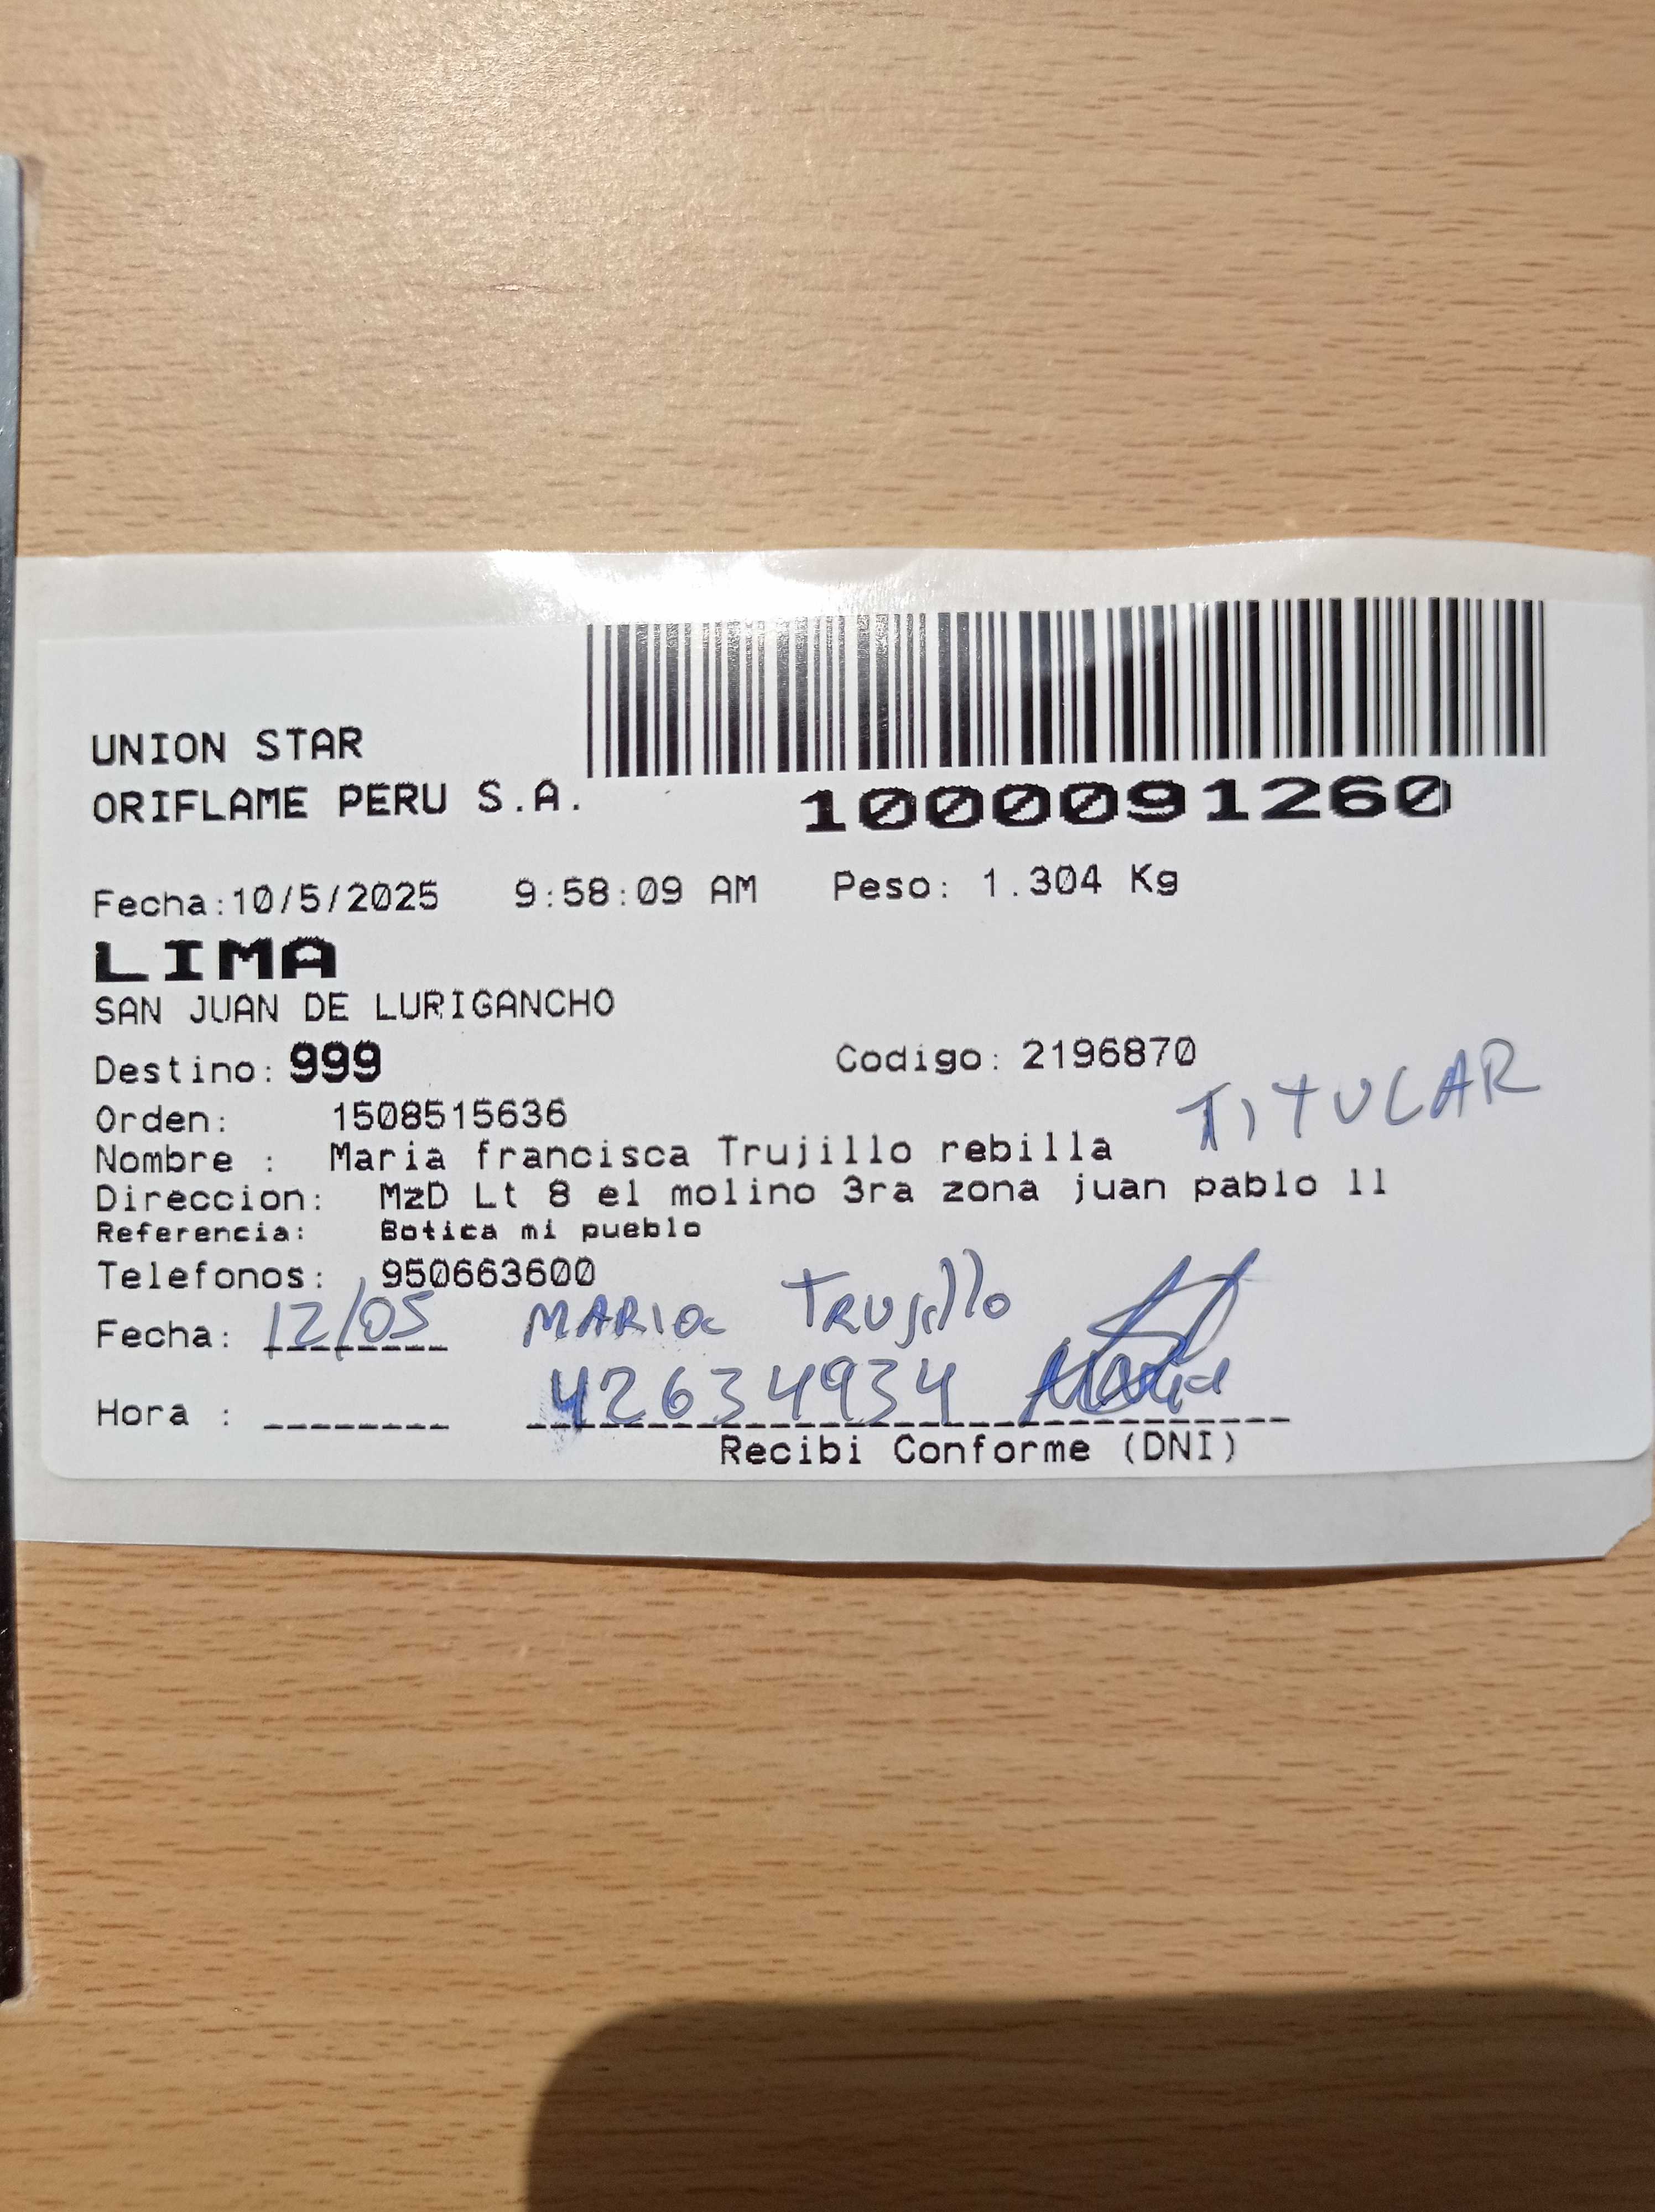 UNION STAR
ORIFLAME PERU S.A.
1000091260
Fecha:10/5/2025 9:58:09 AM Peso: 1.304 Kg
LIMA
SAN JUAN DE LURIGANCHO
Destino: 999 Codigo: 2196870
TITULAR
Orden: 1508515636
Nombre : Maria francisca Trujillo rebilla
Direccion: MzD Lt 8 el molino 3ra zona juan pablo ll
Referencia: Botica mi pueblo
Telefonos: 950663600
Fecha: 12/05 MARIA TRUjillo
Hora : 42634934
Recibi Conforme (DNI)